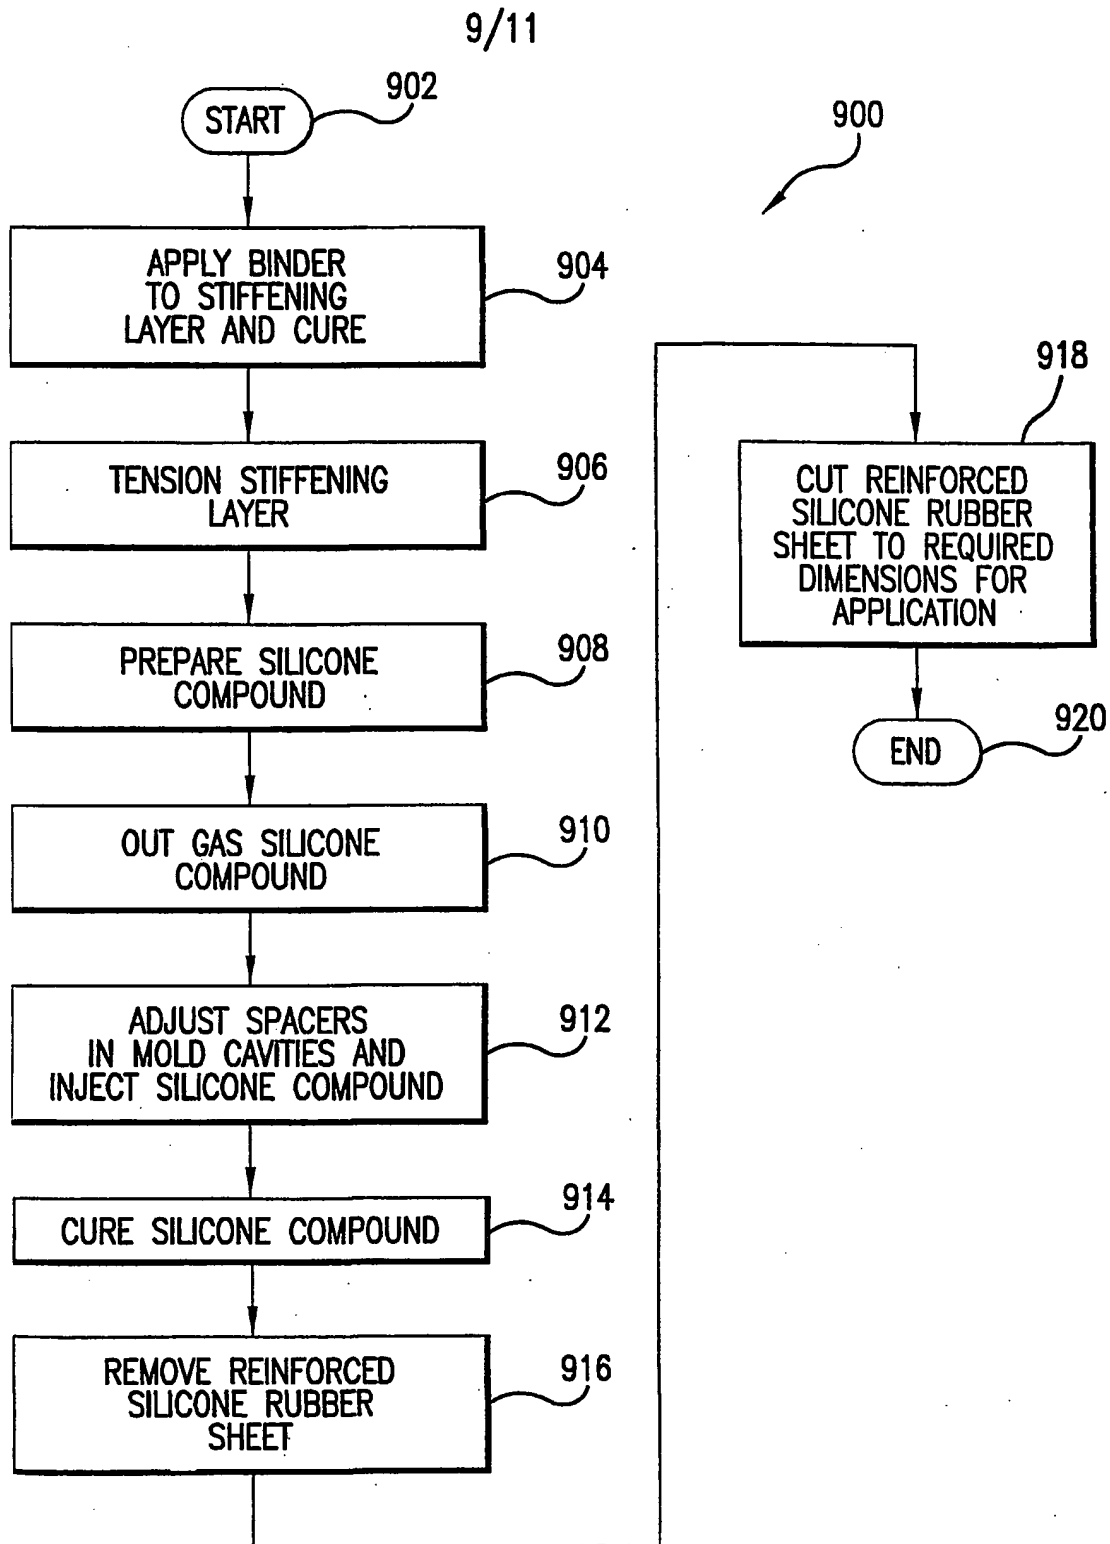 9/11
902
START
900
APPLY BINDER
TO STIFFENING
LAYER AND CURE
904
TENSION STIFFENING
LAYER
906
PREPARE SILICONE
COMPOUND
908
OUT GAS SILICONE
COMPOUND
910
ADJUST SPACERS
IN MOLD CAVITIES AND
INJECT SILICONE COMPOUND
912
CURE SILICONE COMPOUND
914
REMOVE REINFORCED
SILICONE RUBBER
SHEET
916
918
CUT REINFORCED
SILICONE RUBBER
SHEET TO REQUIRED
DIMENSIONS FOR
APPLICATION
END
920